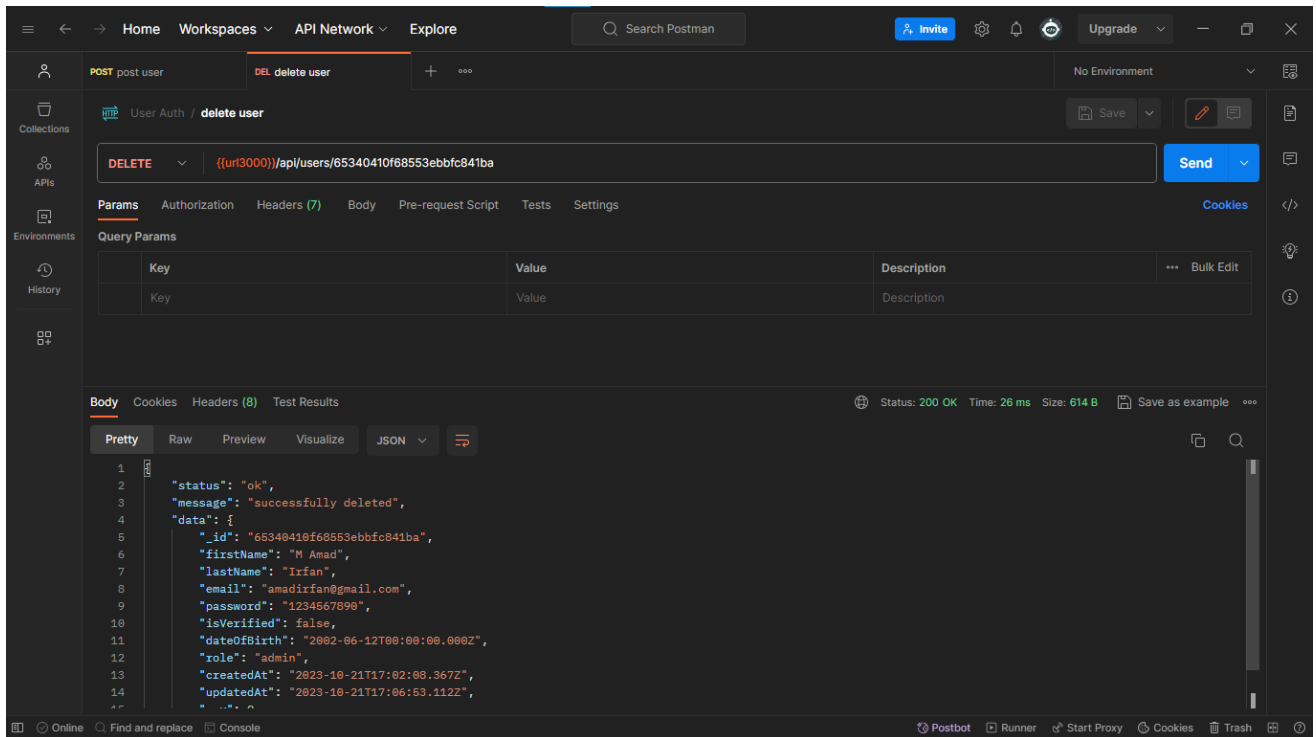 Home Workspaces API Network Explore Search Postman Invite Upgrade
POST post user DEL delete user No Environment
HTTP User Auth / delete user Save
Collections
DELETE {{url3000}}/api/users/65340410f68553ebbfc841ba Send
APIs
Params Authorization Headers (7) Body Pre-request Script Tests Settings Cookies
Environments
Query Params
Key Value Description Bulk Edit
History
Key Value Description
Body Cookies Headers (8) Test Results Status: 200 OK Time: 26 ms Size: 614 B Save as example
Pretty Raw Preview Visualize JSON
1 {
2 "status": "ok",
3 "message": "successfully deleted",
4 "data": {
5 "_id": "65340410f68553ebbfc841ba",
6 "firstName": "M Amad",
7 "lastName": "Irfan",
8 "email": "amadirfan@gmail.com",
9 "password": "1234567890",
10 "isVerified": false,
11 "dateOfBirth": "2002-06-12T00:00:00.000Z",
12 "role": "admin",
13 "createdAt": "2023-10-21T17:02:08.367Z",
14 "updatedAt": "2023-10-21T17:06:53.112Z",
Online Find and replace Console Postbot Runner Start Proxy Cookies Trash